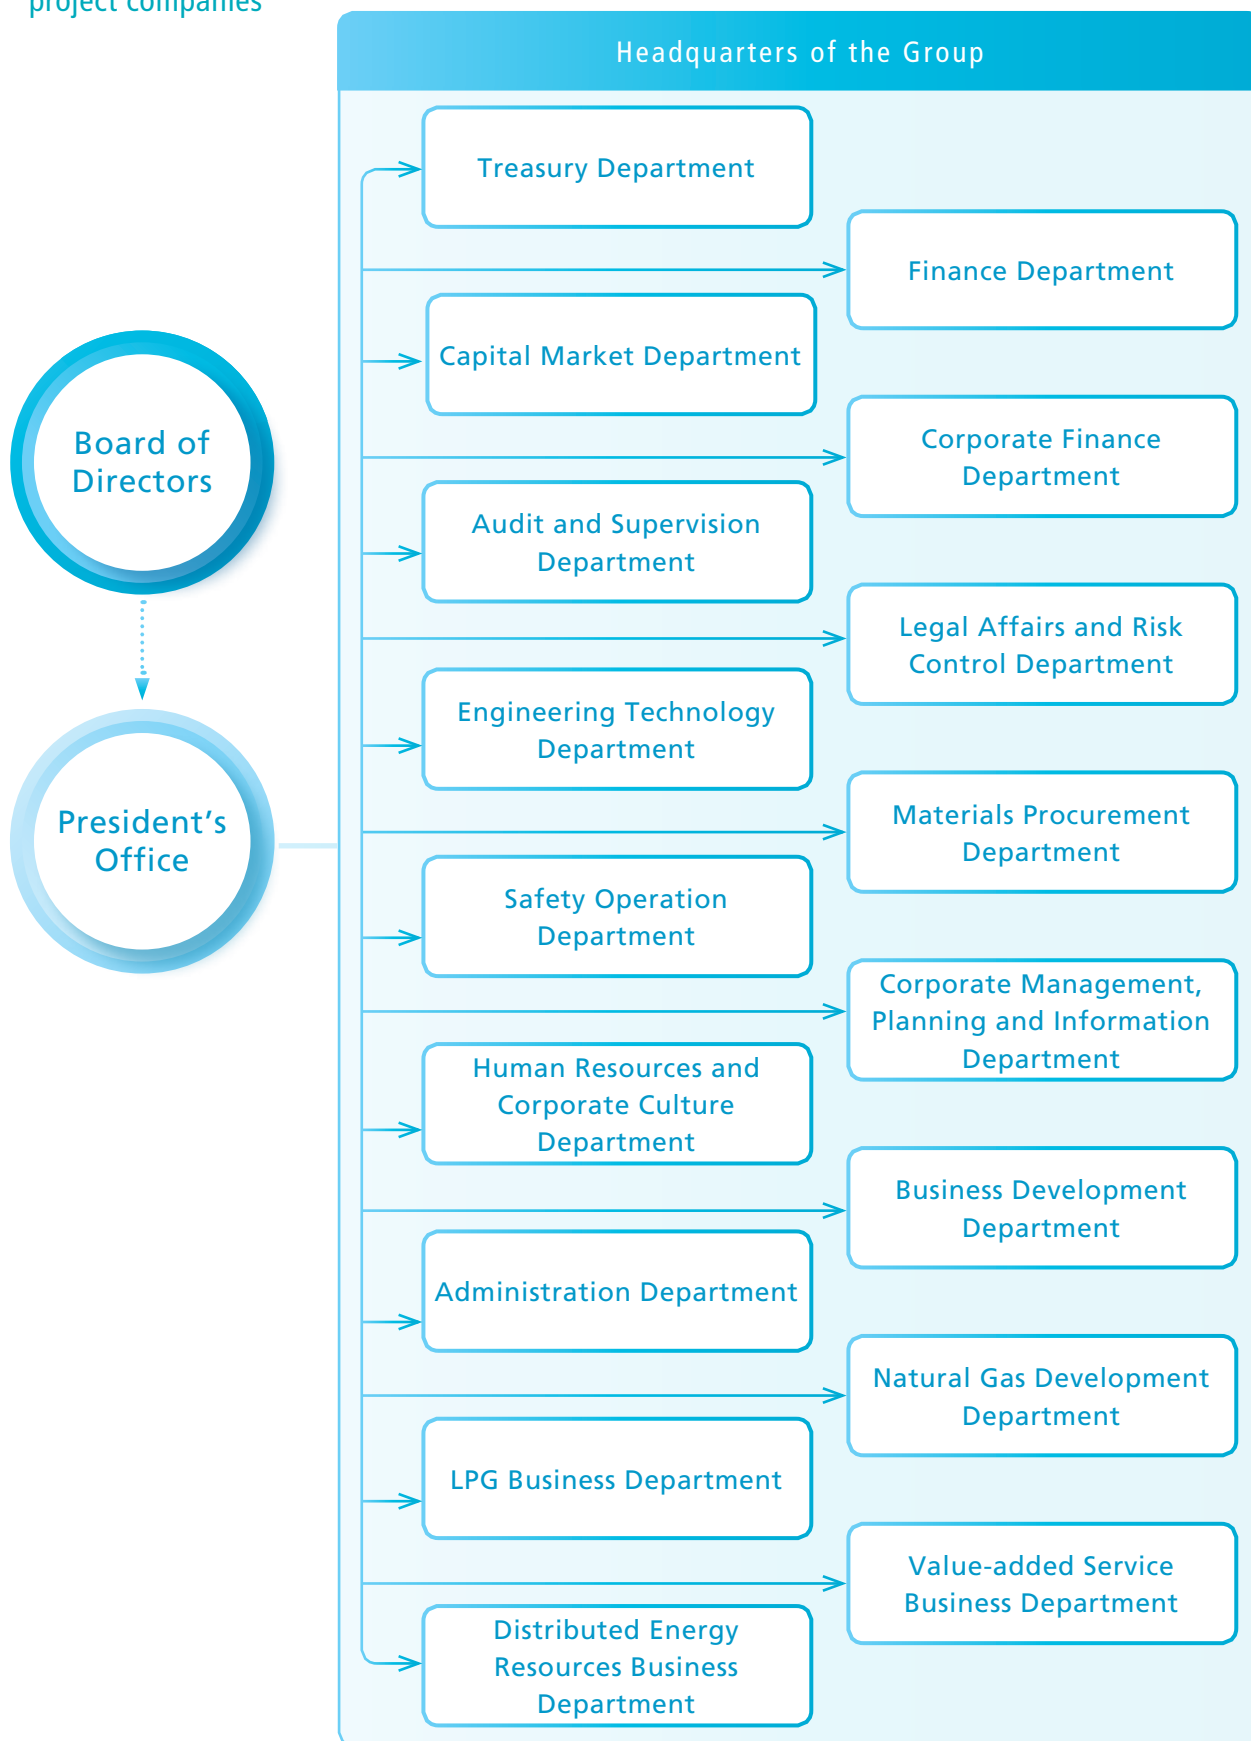 project companies
Headquarters of the Group
Treasury Department
Finance Department
Capital Market Department
Board of
Directors
Corporate Finance
Department
Audit and Supervision
Department
Legal Affairs and Risk
Control Department
Engineering Technology
Department
President's
Office
Materials Procurement
Department
Safety Operation
Department
Corporate Management,
Planning and Information
Department
Human Resources and
Corporate Culture
Department
Business Development
Department
Administration Department
Natural Gas Development
Department
LPG Business Department
Value-added Service
Business Department
Distributed Energy
Resources Business
Department